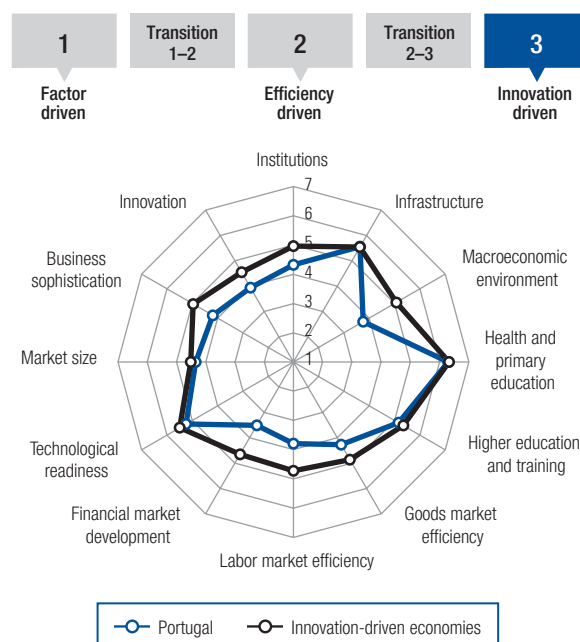 1
Transition
1–2
2
Transition
2–3
3
Factor
driven
Efficiency
driven
Innovation
driven
Institutions
Innovation
7
Infrastructure
6
5
Business
sophistication
4
Macroeconomic
environment
3
2
Market size
1
Health and
primary
education
Technological
readiness
Higher education
and training
Financial market
development
Goods market
efficiency
Labor market efficiency
Portugal
Innovation-driven economies